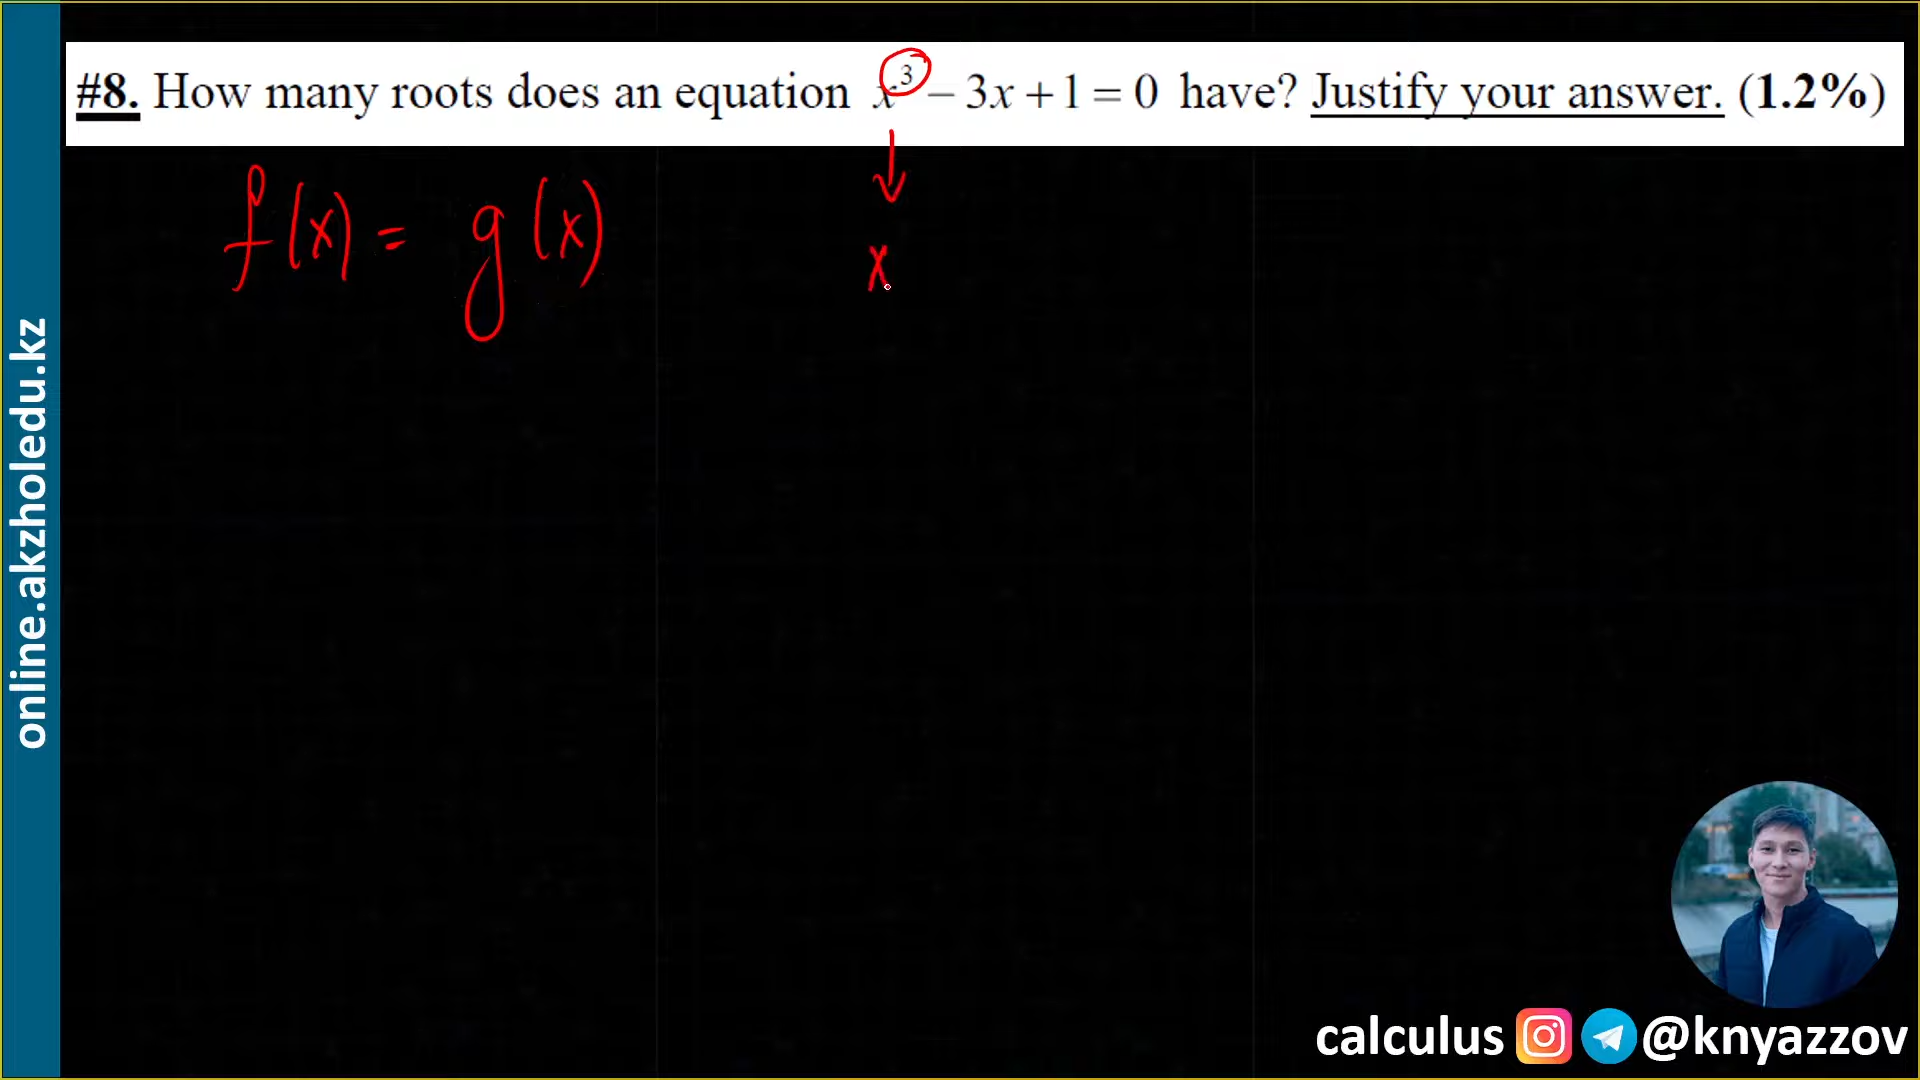 #8. How many roots does an equation x³ − 3x + 1 = 0 have? Justify your answer. (1.2%)
f(x) = g(x)
↓
x
online.akzholedu.kz
calculus @knyazzov